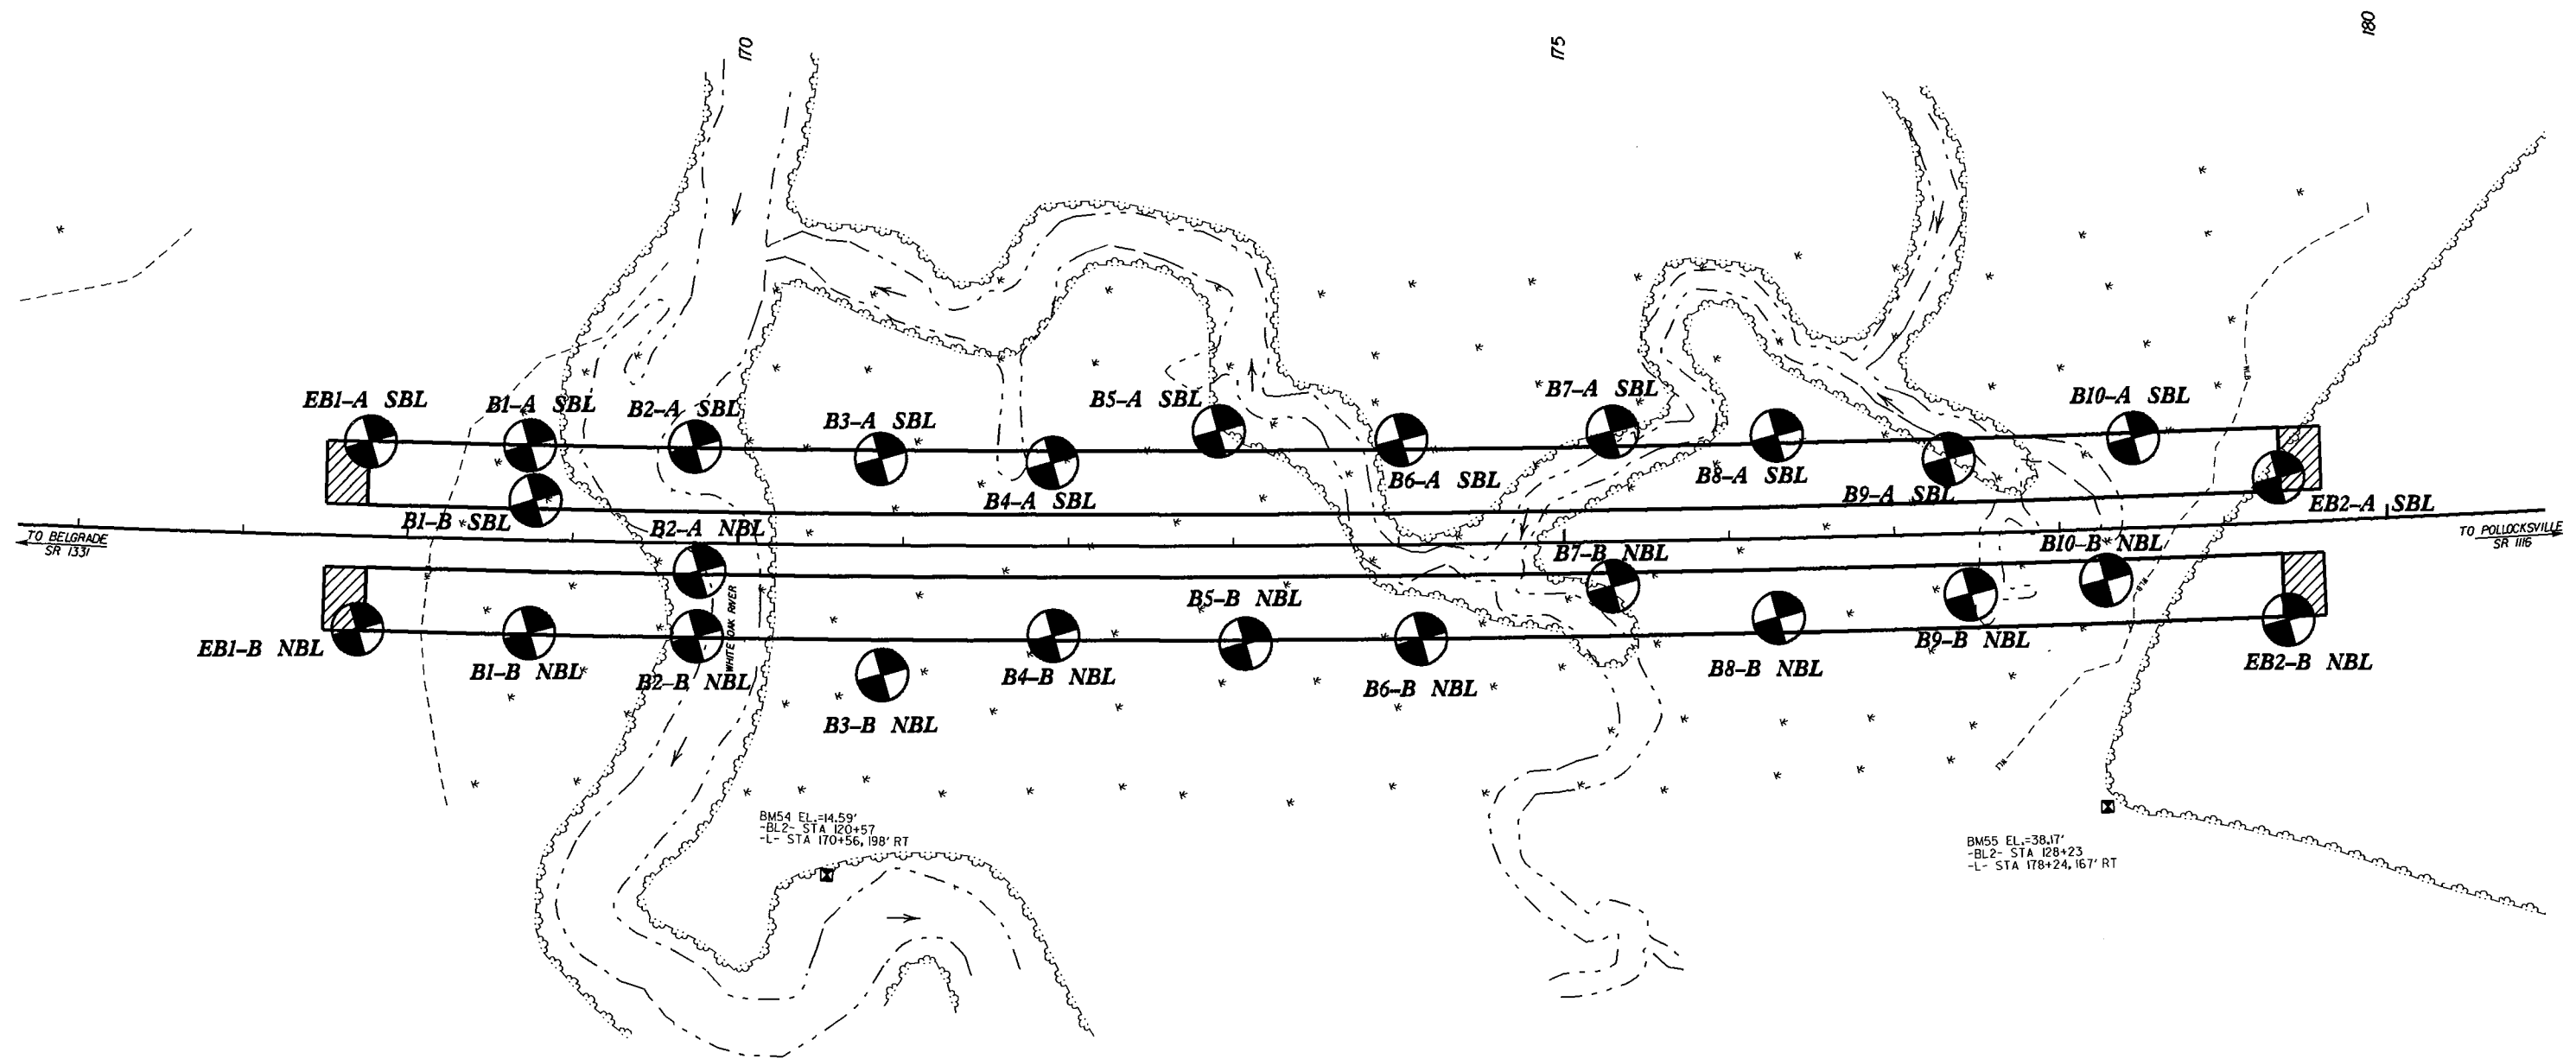 170
175
180
EB1-A SBL
B1-A SBL
B2-A SBL
B3-A SBL
B4-A SBL
B5-A SBL
B6-A SBL
B7-A SBL
B8-A SBL
B9-A SBL
B10-A SBL
EB2-A SBL
B1-B SBL
TO BELGRADE
SR 1331
TO POLLOCKSVILLE
SR 1116
B2-A NBL
B7-B NBL
B10-B NBL
WHITE OAK RIVER
EB1-B NBL
B1-B NBL
B2-B NBL
B3-B NBL
B4-B NBL
B5-B NBL
B6-B NBL
B8-B NBL
B9-B NBL
EB2-B NBL
BM54 EL.=14.59'
-BL2- STA 120+57
-L- STA 170+56, 198' RT
BM55 EL.=38.17'
-BL2- STA 128+23
-L- STA 178+24, 167' RT